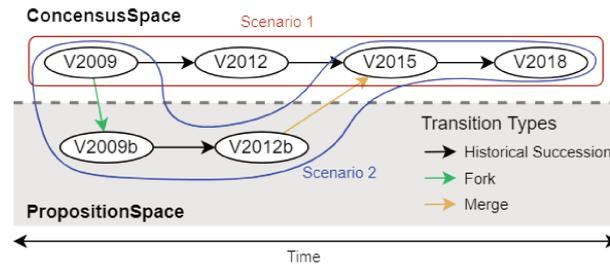 ConcensusSpace
Scenario 1
V2009
V2012
V2015
V2018
V2009b
V2012b
Scenario 2
Transition Types
Historical Succession
Fork
Merge
PropositionSpace
Time